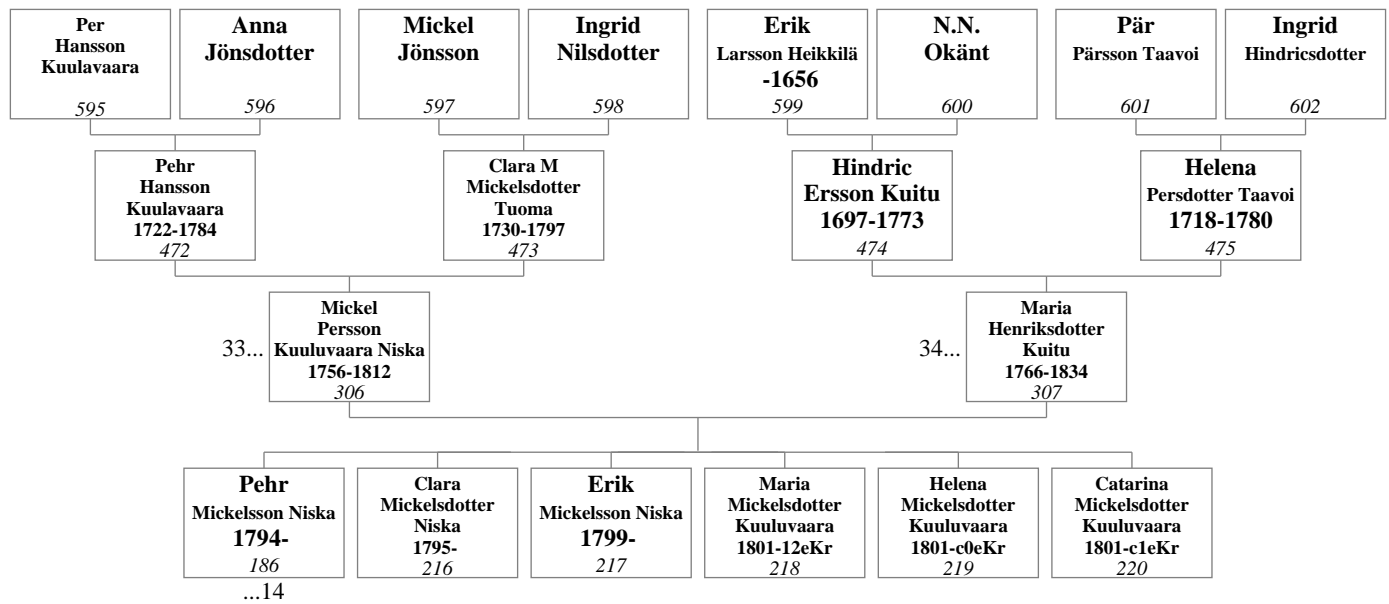 Per
Hansson
Kuulavaara
595
Anna
Jönsdotter
596
Mickel
Jönsson
597
Ingrid
Nilsdotter
598
Erik
Larsson Heikkilä
-1656
599
N.N.
Okänt
600
Pär
Pärsson Taavoi
601
Ingrid
Hindricsdotter
602
Pehr
Hansson
Kuulavaara
1722-1784
472
Clara M
Mickelsdotter
Tuoma
1730-1797
473
Hindric
Ersson Kuitu
1697-1773
474
Helena
Persdotter Taavoi
1718-1780
475
33...
Mickel
Persson
Kuuluvaara Niska
1756-1812
306
34...
Maria
Henriksdotter
Kuitu
1766-1834
307
Pehr
Mickelsson Niska
1794-
186
...14
Clara
Mickelsdotter
Niska
1795-
216
Erik
Mickelsson Niska
1799-
217
Maria
Mickelsdotter
Kuuluvaara
1801-12eKr
218
Helena
Mickelsdotter
Kuuluvaara
1801-c0eKr
219
Catarina
Mickelsdotter
Kuuluvaara
1801-c1eKr
220